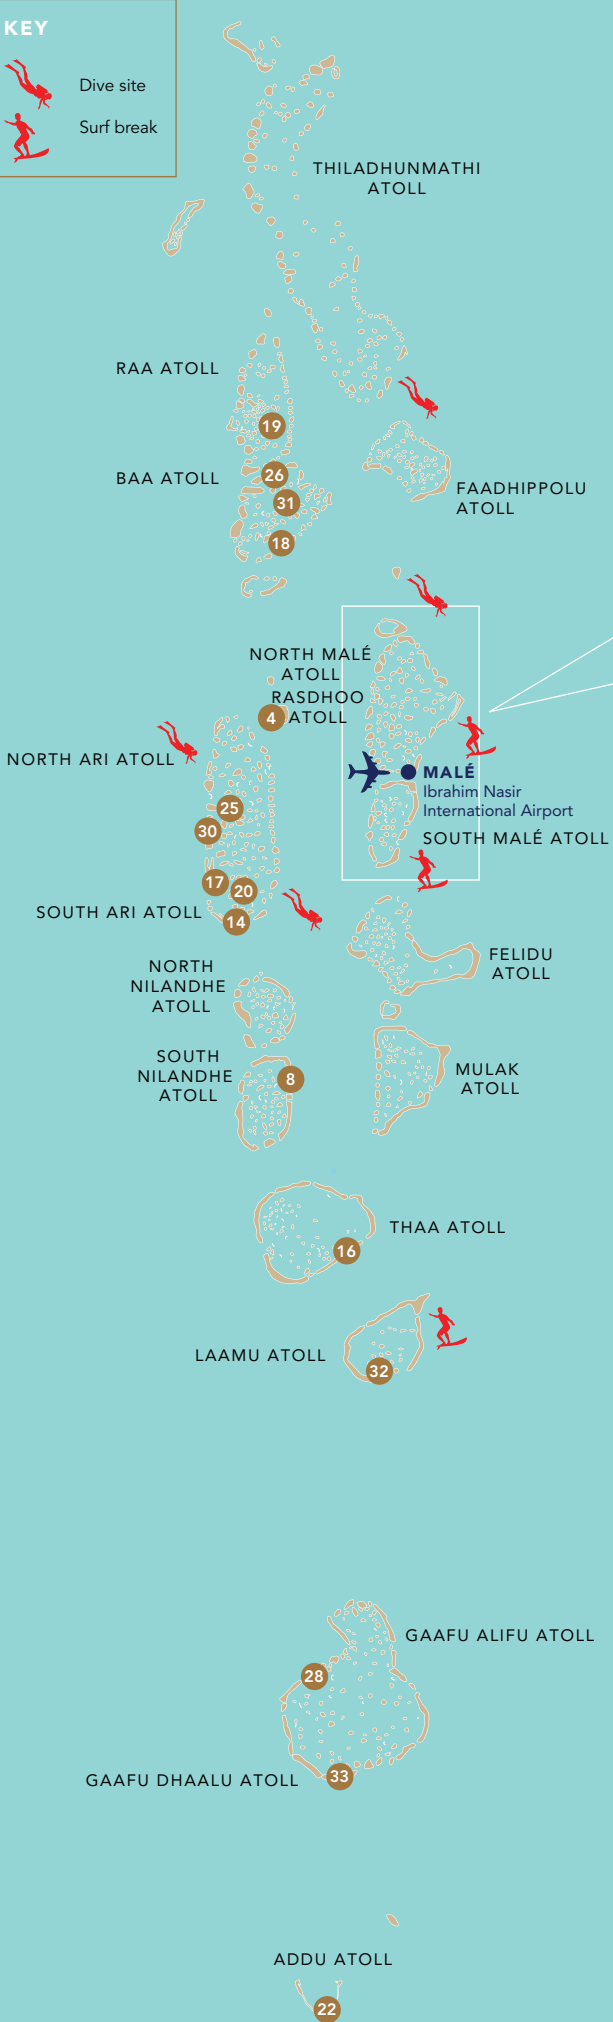 KEY
Dive site
Surf break
THILADHUNMATHI
ATOLL
RAA ATOLL
19
BAA ATOLL
26
31
18
FAADHIPPOLU
ATOLL
NORTH MALÉ
ATOLL
RASDHOO
ATOLL
4
NORTH ARI ATOLL
MALÉ
Ibrahim Nasir
International Airport
25
30
SOUTH MALÉ ATOLL
17
20
SOUTH ARI ATOLL
14
FELIDU
ATOLL
NORTH
NILANDHE
ATOLL
SOUTH
NILANDHE
ATOLL
8
MULAK
ATOLL
THAA ATOLL
16
LAAMU ATOLL
32
GAAFU ALIFU ATOLL
28
GAAFU DHAALU ATOLL
33
ADDU ATOLL
22